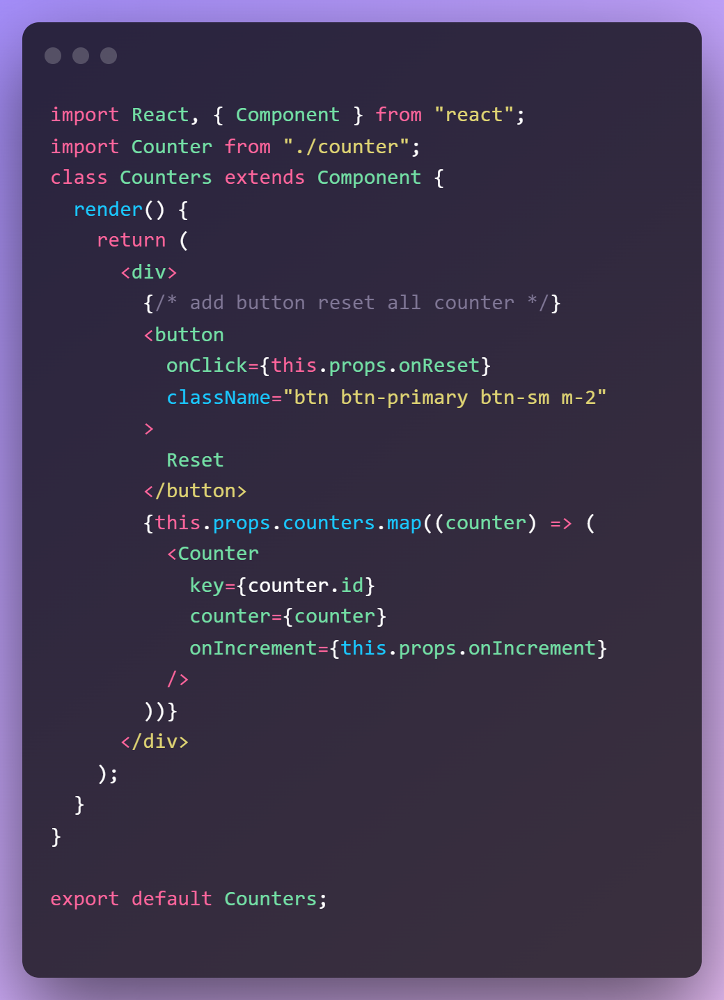 import React, { Component } from "react";
import Counter from "./counter";
class Counters extends Component {
  render() {
    return (
      <div>
        {/* add button reset all counter */}
        <button
          onClick={this.props.onReset}
          className="btn btn-primary btn-sm m-2"
        >
          Reset
        </button>
        {this.props.counters.map((counter) => (
          <Counter
            key={counter.id}
            counter={counter}
            onIncrement={this.props.onIncrement}
          />
        ))}
      </div>
    );
  }
}

export default Counters;